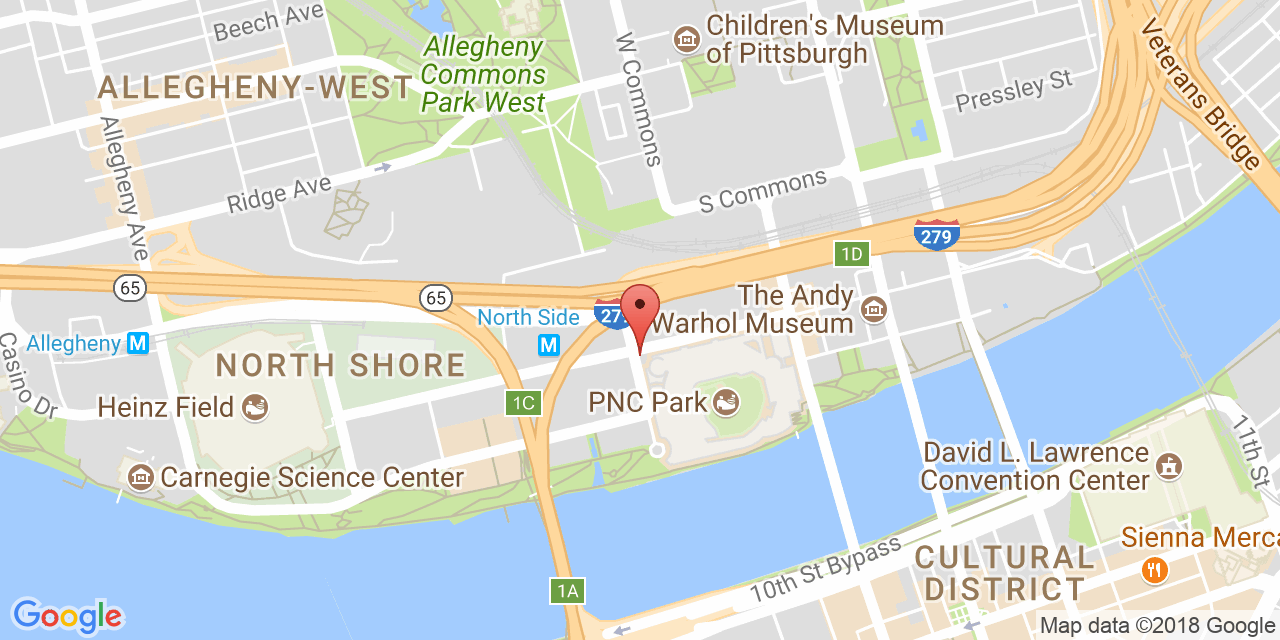 Beech Ave
Allegheny
Commons
Park West
W Commons
Children's Museum
of Pittsburgh
Veterans Bridge
Pressley St
ALLEGHENY-WEST
Allegheny Ave
Ridge Ave
S Commons
279
1D
65
65
North Side
M
The Andy
Warhol Museum
Allegheny M
Casino Dr
NORTH SHORE
Heinz Field
1C
PNC Park
Carnegie Science Center
David L. Lawrence
Convention Center
11th St
Sienna Merca
10th St Bypass
CULTURAL
DISTRICT
1A
Google
Map data ©2018 Google